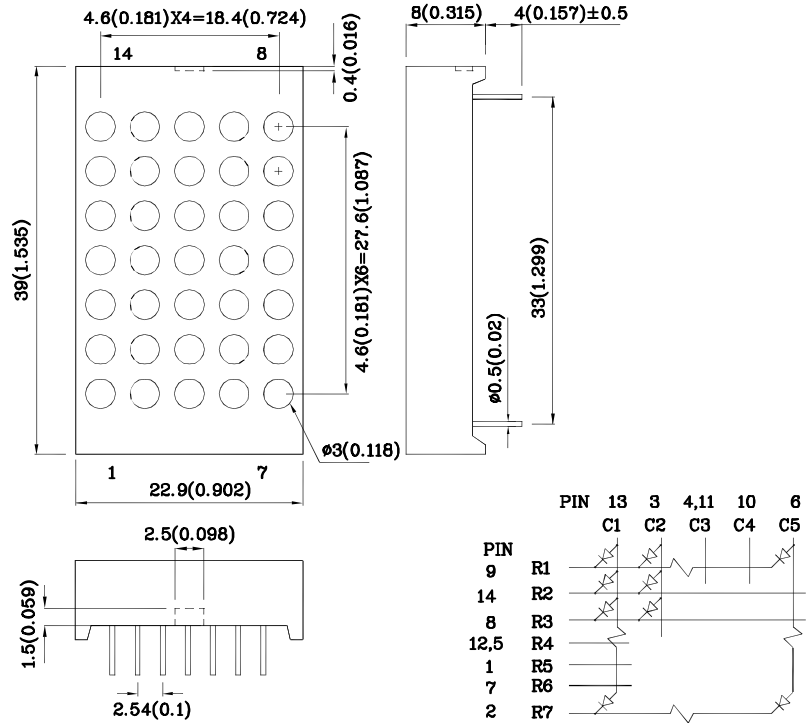 4.6(0.181)X4=18.4(0.724)
14 8
0.4(0.016)
8(0.315)
4(0.157)±0.5
39(1.535)
4.6(0.181)X6=27.6(1.087)
33(1.299)
ø0.5(0.02)
ø3(0.118)
1 7
22.9(0.902)
2.5(0.098)
1.5(0.059)
2.54(0.1)
PIN 13 3 4,11 10 6
C1 C2 C3 C4 C5
PIN
9 R1
14 R2
8 R3
12,5 R4
1 R5
7 R6
2 R7